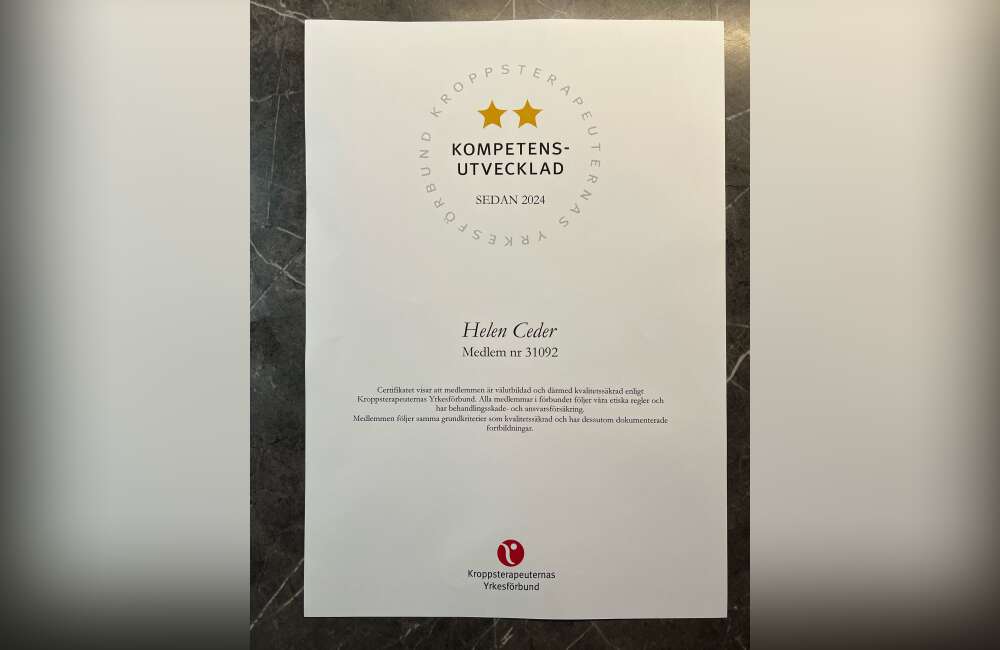 KROPPSTERAPEUTERNAS YRKESFÖRBUND
KOMPETENS-
UTVECKLAD
SEDAN 2024
Helen Ceder
Medlem nr 31092
Certifikatet visar att medlemmen är välutbildad och därmed kvalitetssäkrad enligt
Kroppsterapeuternas Yrkesförbund. Alla medlemmar i förbundet följer våra etiska regler och
har behandlingsskade- och ansvarsförsäkring.
Medlemmen följer samma grundkriterier som kvalitetssäkrad och has dessutom dokumenterade
fortbildningar.
Kroppsterapeuternas
Yrkesförbund